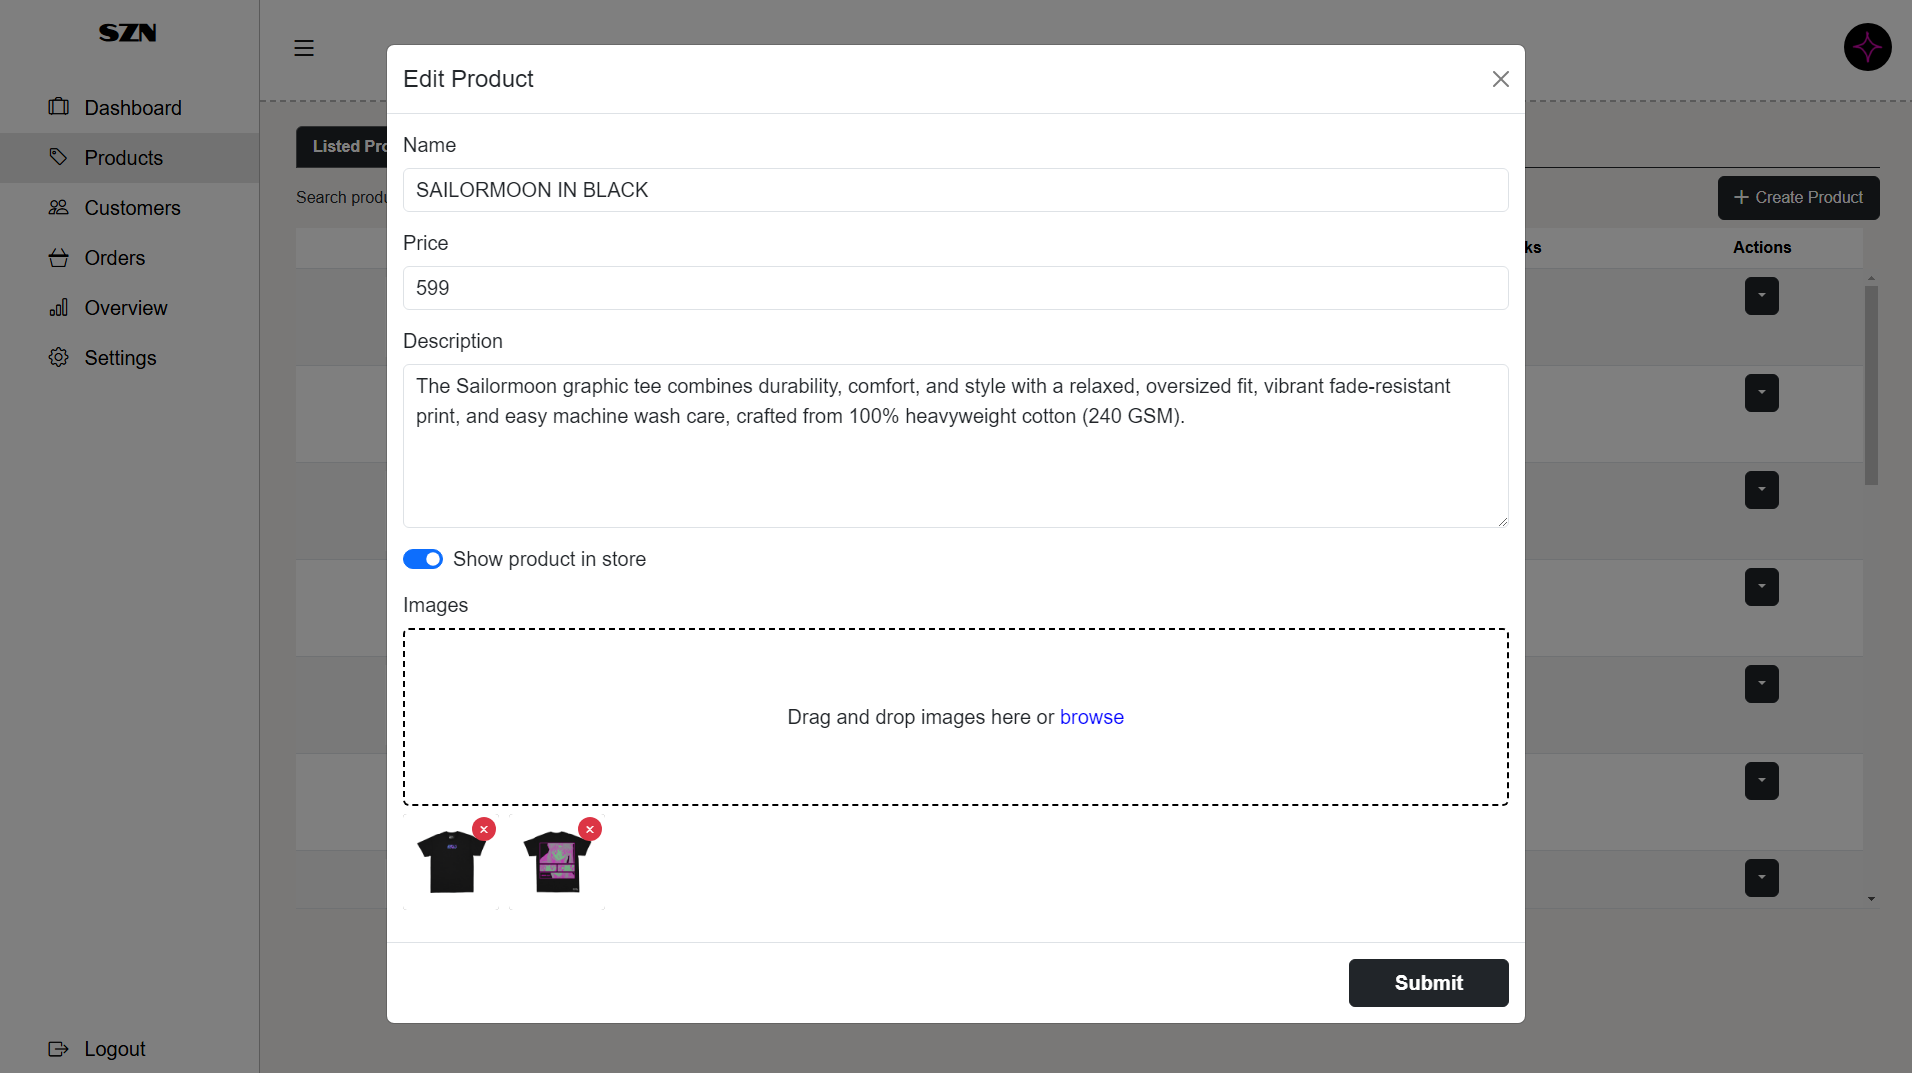 SZN
Dashboard
Products
Customers
Orders
Overview
Settings
Logout
Listed Pro
Search produ
Create Product
ks
Actions
Edit Product
Name
SAILORMOON IN BLACK
Price
599
Description
The Sailormoon graphic tee combines durability, comfort, and style with a relaxed, oversized fit, vibrant fade-resistant
print, and easy machine wash care, crafted from 100% heavyweight cotton (240 GSM).
Show product in store
Images
Drag and drop images here or browse
Submit